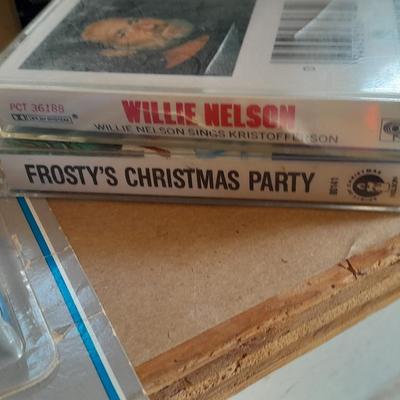 PCT 36188
WILLIE NELSON
WILLIE NELSON SINGS KRISTOFFERSON
FROSTY'S CHRISTMAS PARTY